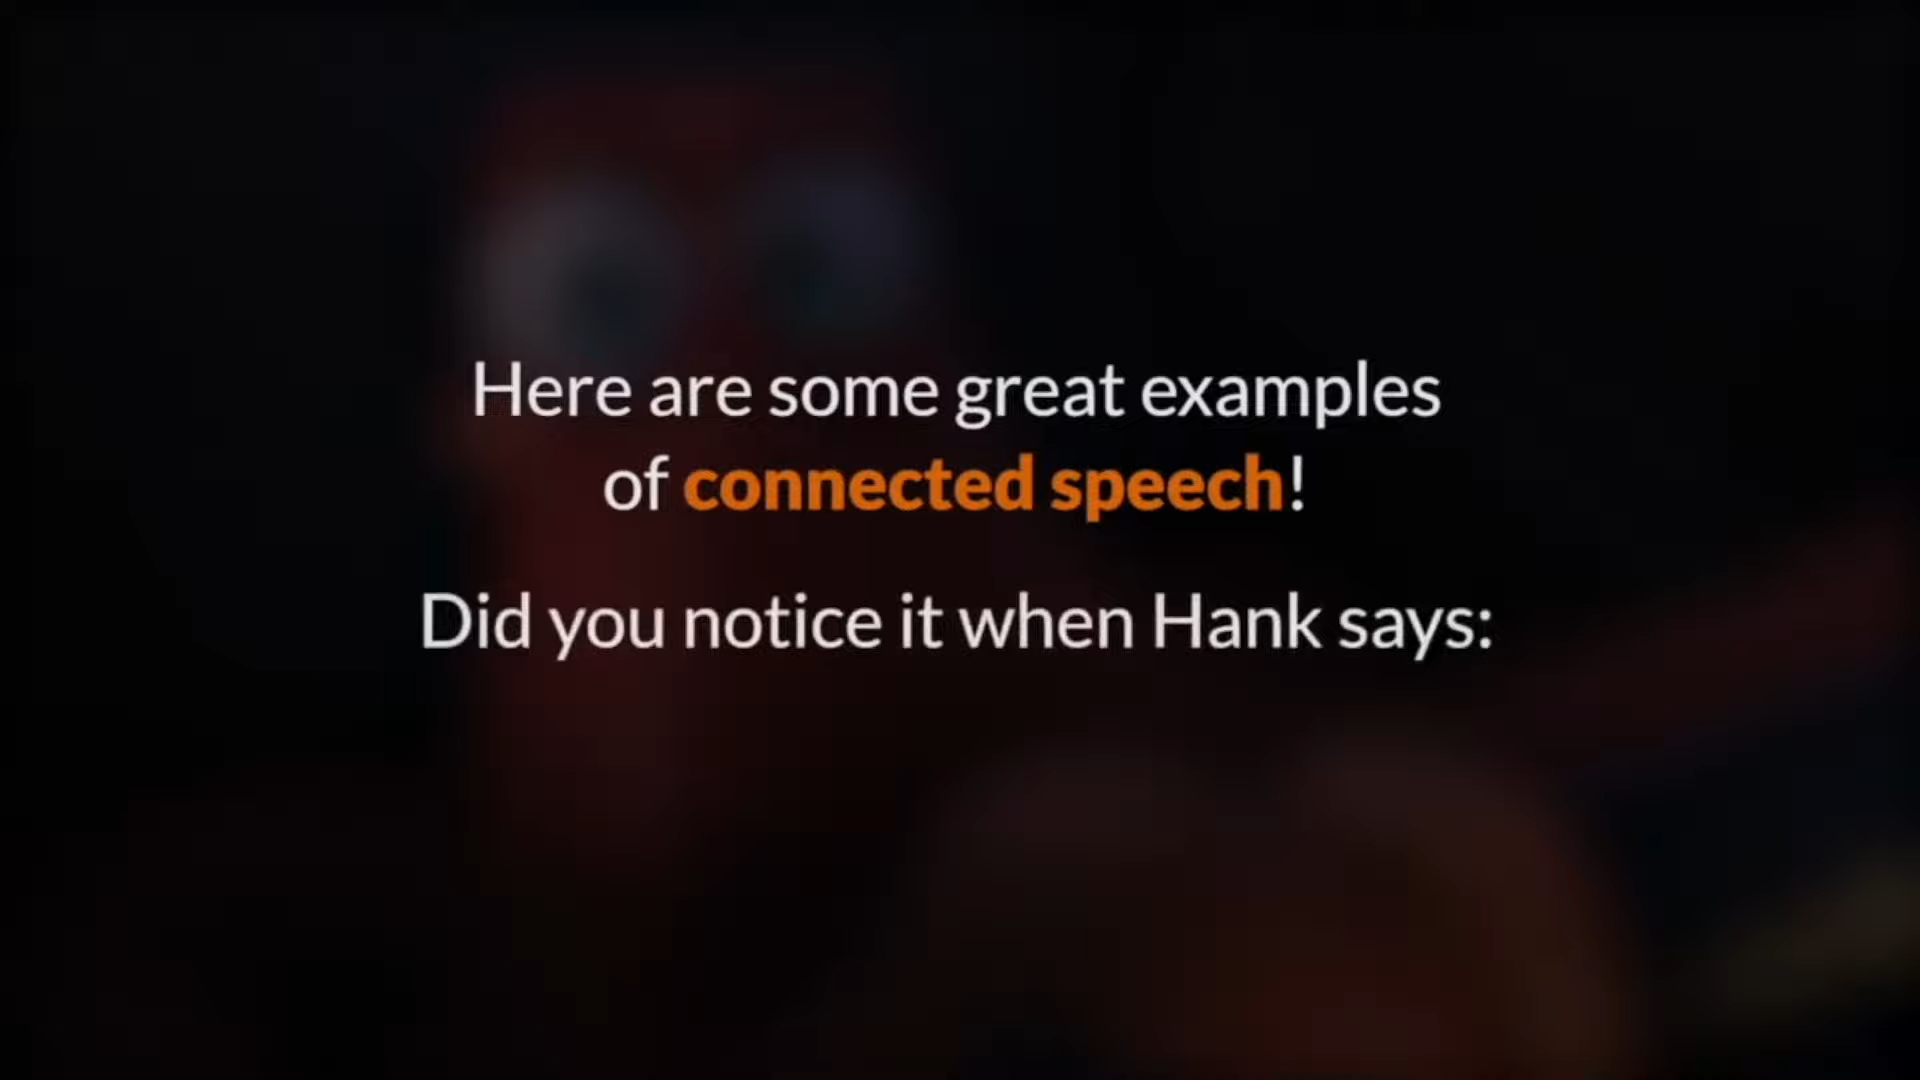 Here are some great examples
of connected speech!
Did you notice it when Hank says: